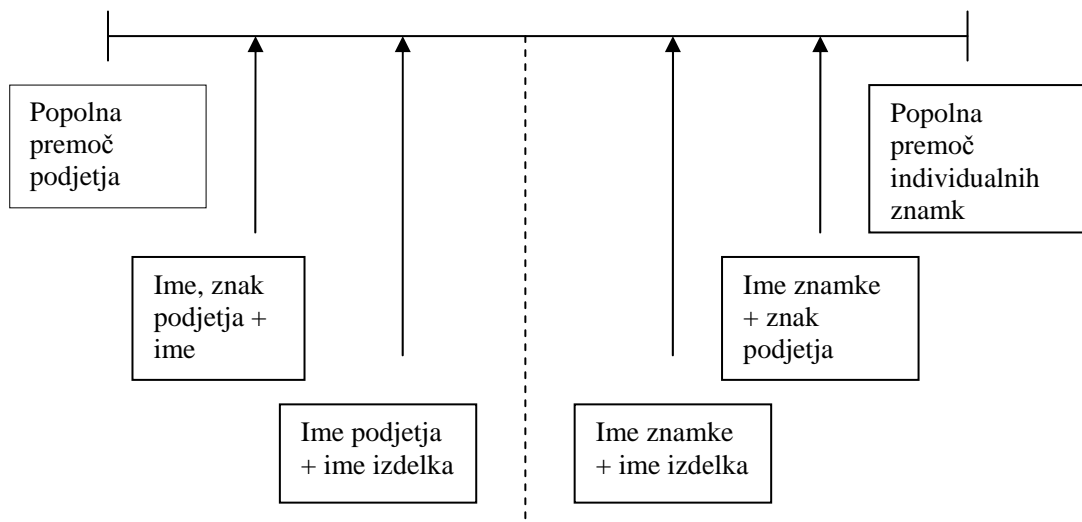 Popolna
premoč
podjetja
Popolna
premoč
individualnih
znamk
Ime, znak
podjetja +
ime
Ime znamke
+ znak
podjetja
Ime podjetja
+ ime izdelka
Ime znamke
+ ime izdelka